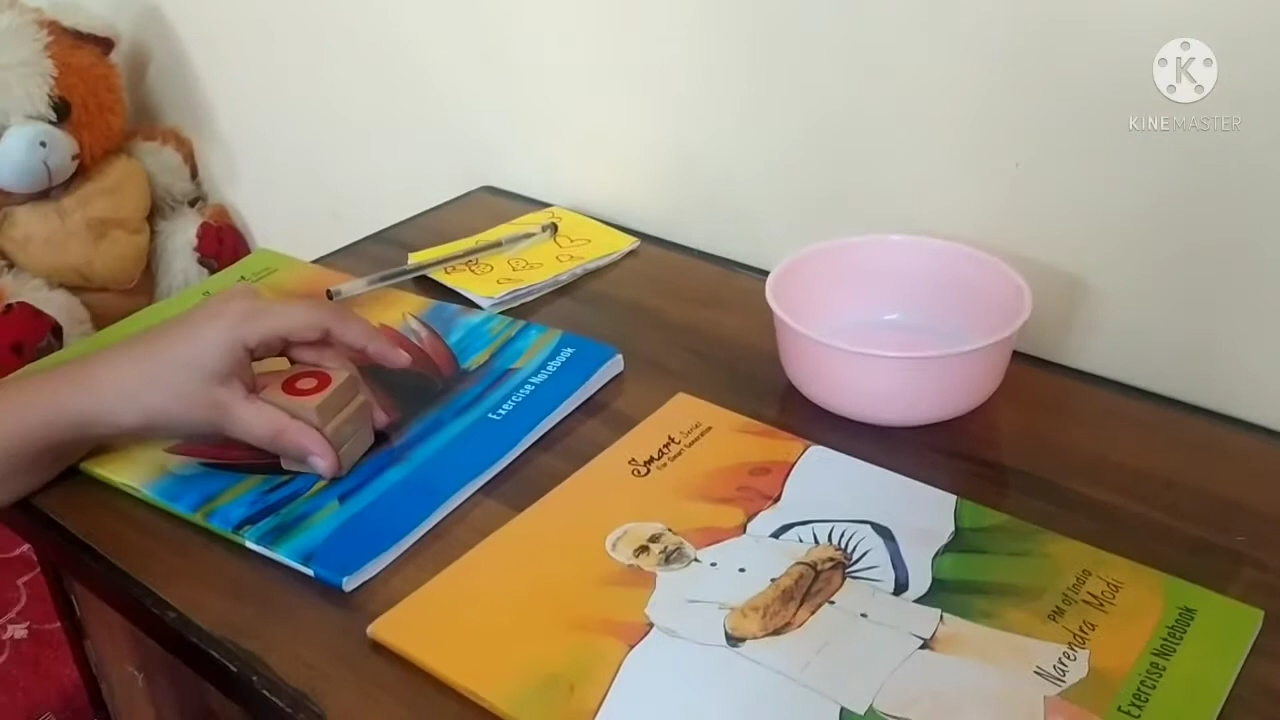 K
KINEMASTER
Exercise Notebook
O
Smart Series
For Smart Generation
PM of India
Narendra Modi
Exercise Notebook